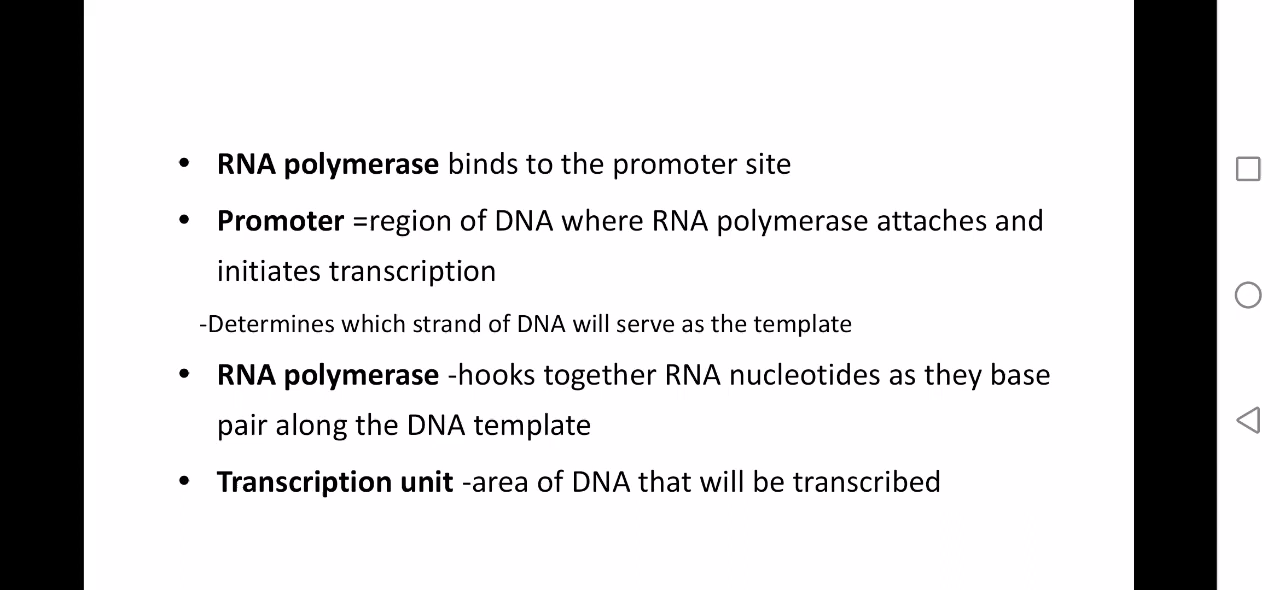 • RNA polymerase binds to the promoter site
• Promoter =region of DNA where RNA polymerase attaches and
initiates transcription
-Determines which strand of DNA will serve as the template
• RNA polymerase -hooks together RNA nucleotides as they base
pair along the DNA template
• Transcription unit -area of DNA that will be transcribed